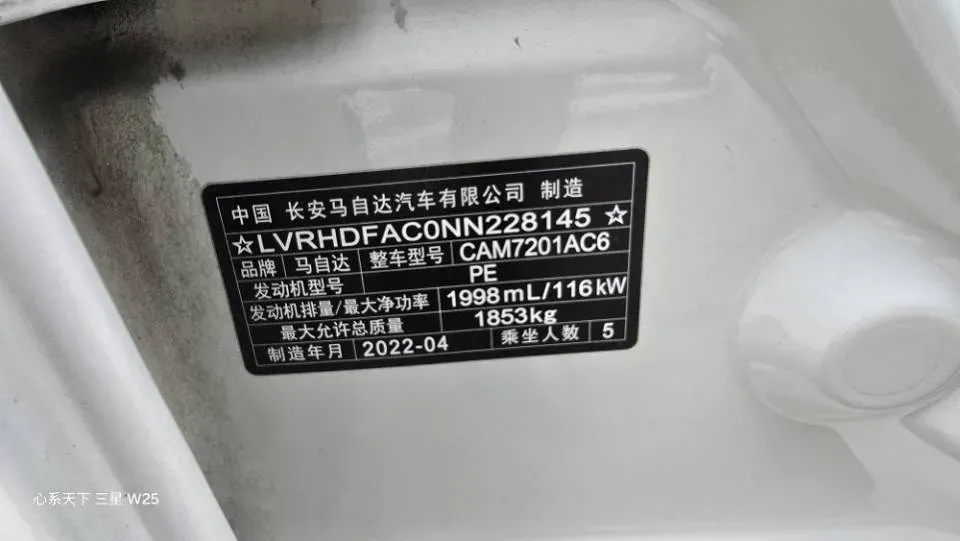 中国 长安马自达汽车有限公司 制造
☆LVRHDFAC0NN228145☆
品牌 马自达 整车型号 CAM7201AC6
发动机型号 PE
发动机排量/最大净功率 1998mL/116kW
最大允许总质量 1853kg
制造年月 2022-04 乘坐人数 5
心系天下 三星 W25